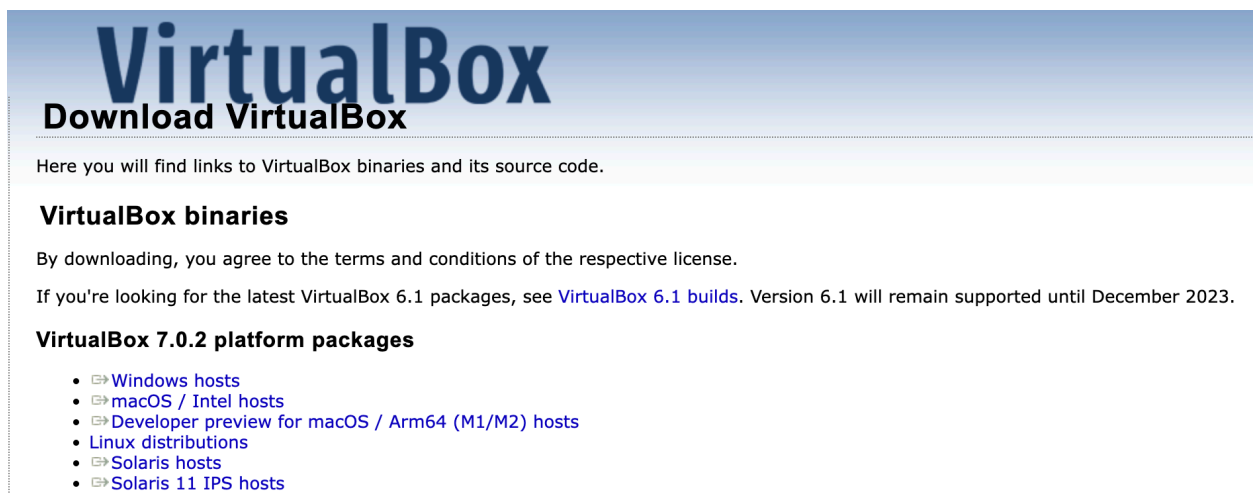 VirtualBox
Download VirtualBox
Here you will find links to VirtualBox binaries and its source code.
VirtualBox binaries
By downloading, you agree to the terms and conditions of the respective license.
If you're looking for the latest VirtualBox 6.1 packages, see VirtualBox 6.1 builds. Version 6.1 will remain supported until December 2023.
VirtualBox 7.0.2 platform packages
• Windows hosts
• macOS / Intel hosts
• Developer preview for macOS / Arm64 (M1/M2) hosts
• Linux distributions
• Solaris hosts
• Solaris 11 IPS hosts